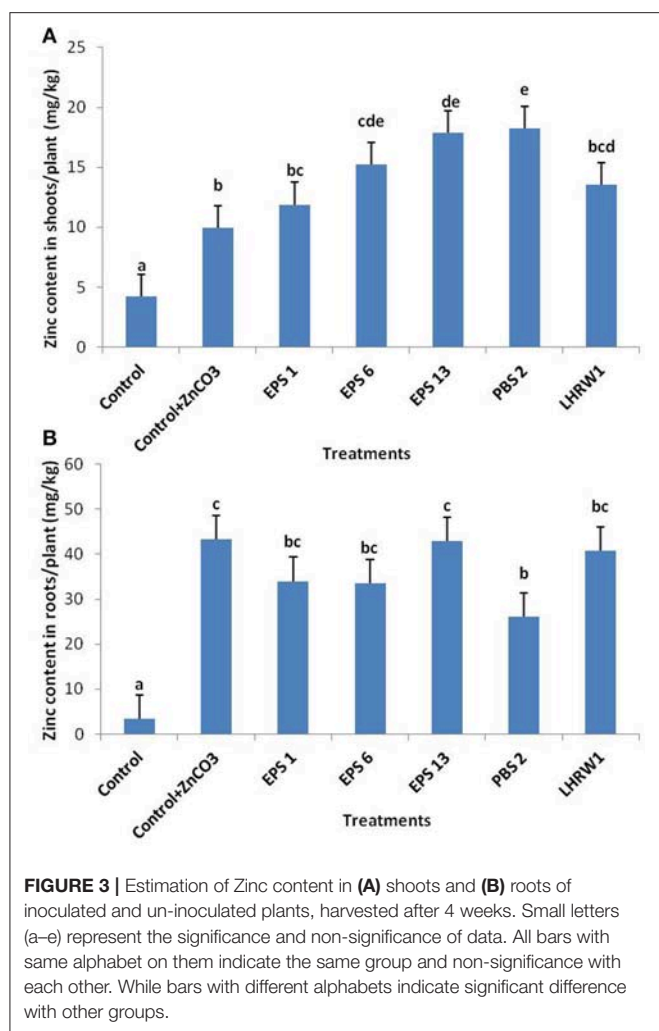 A
Zinc content in shoots/plant (mg/kg)
25
20
15
10
5
0
a
b
bc
cde
de
e
bcd
Control
Control+ZnCO3
EPS 1
EPS 6
EPS 13
PBS 2
LHRW1
Treatments
B
Zinc content in roots/plant (mg/kg)
60
50
40
30
20
10
0
a
c
bc
bc
c
b
bc
Control
Control+ZnCO3
EPS 1
EPS 6
EPS 13
PBS 2
LHRW1
Treatments
FIGURE 3 | Estimation of Zinc content in (A) shoots and (B) roots of
inoculated and un-inoculated plants, harvested after 4 weeks. Small letters
(a–e) represent the significance and non-significance of data. All bars with
same alphabet on them indicate the same group and non-significance with
each other. While bars with different alphabets indicate significant difference
with other groups.